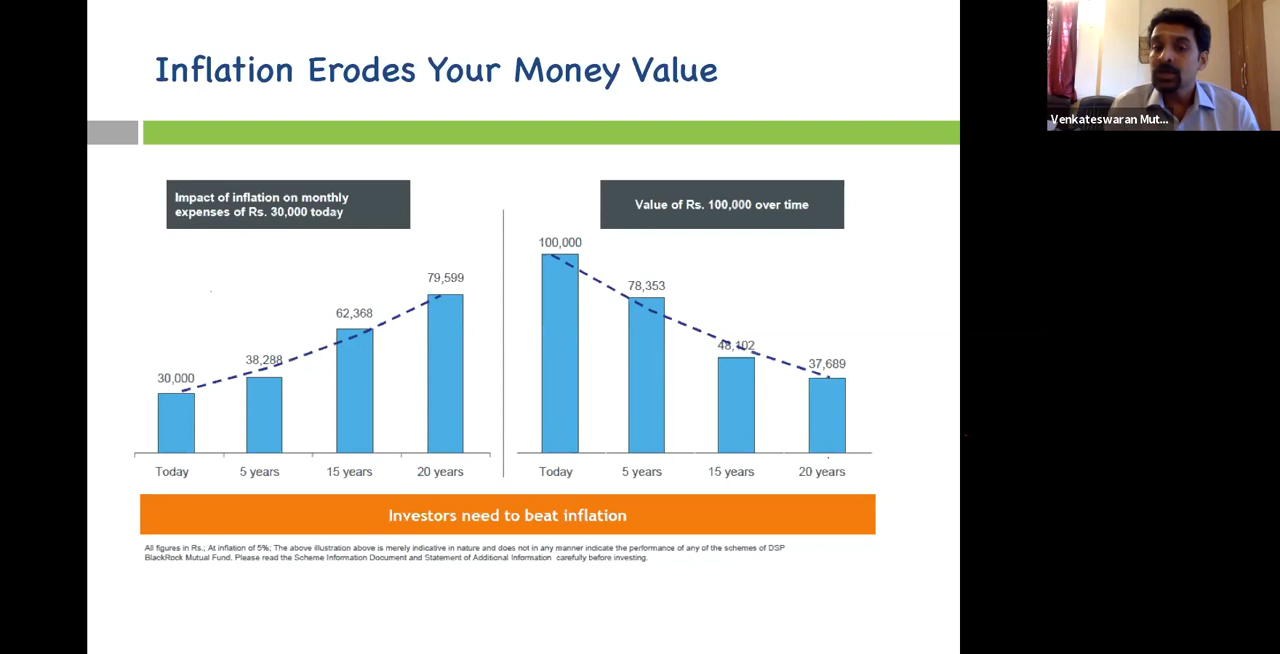 Inflation Erodes Your Money Value
Venkateswaran Mut...
Impact of inflation on monthly
expenses of Rs. 30,000 today
30,000
38,288
62,368
79,599
Today
5 years
15 years
20 years
Value of Rs. 100,000 over time
100,000
78,353
48,102
37,689
Today
5 years
15 years
20 years
Investors need to beat inflation
All figures in Rs.; At inflation of 5%; The above illustration above is merely indicative in nature and does not in any manner indicate the performance of any of the schemes of DSP
BlackRock Mutual Fund. Please read the Scheme Information Document and Statement of Additional Information carefully before investing.